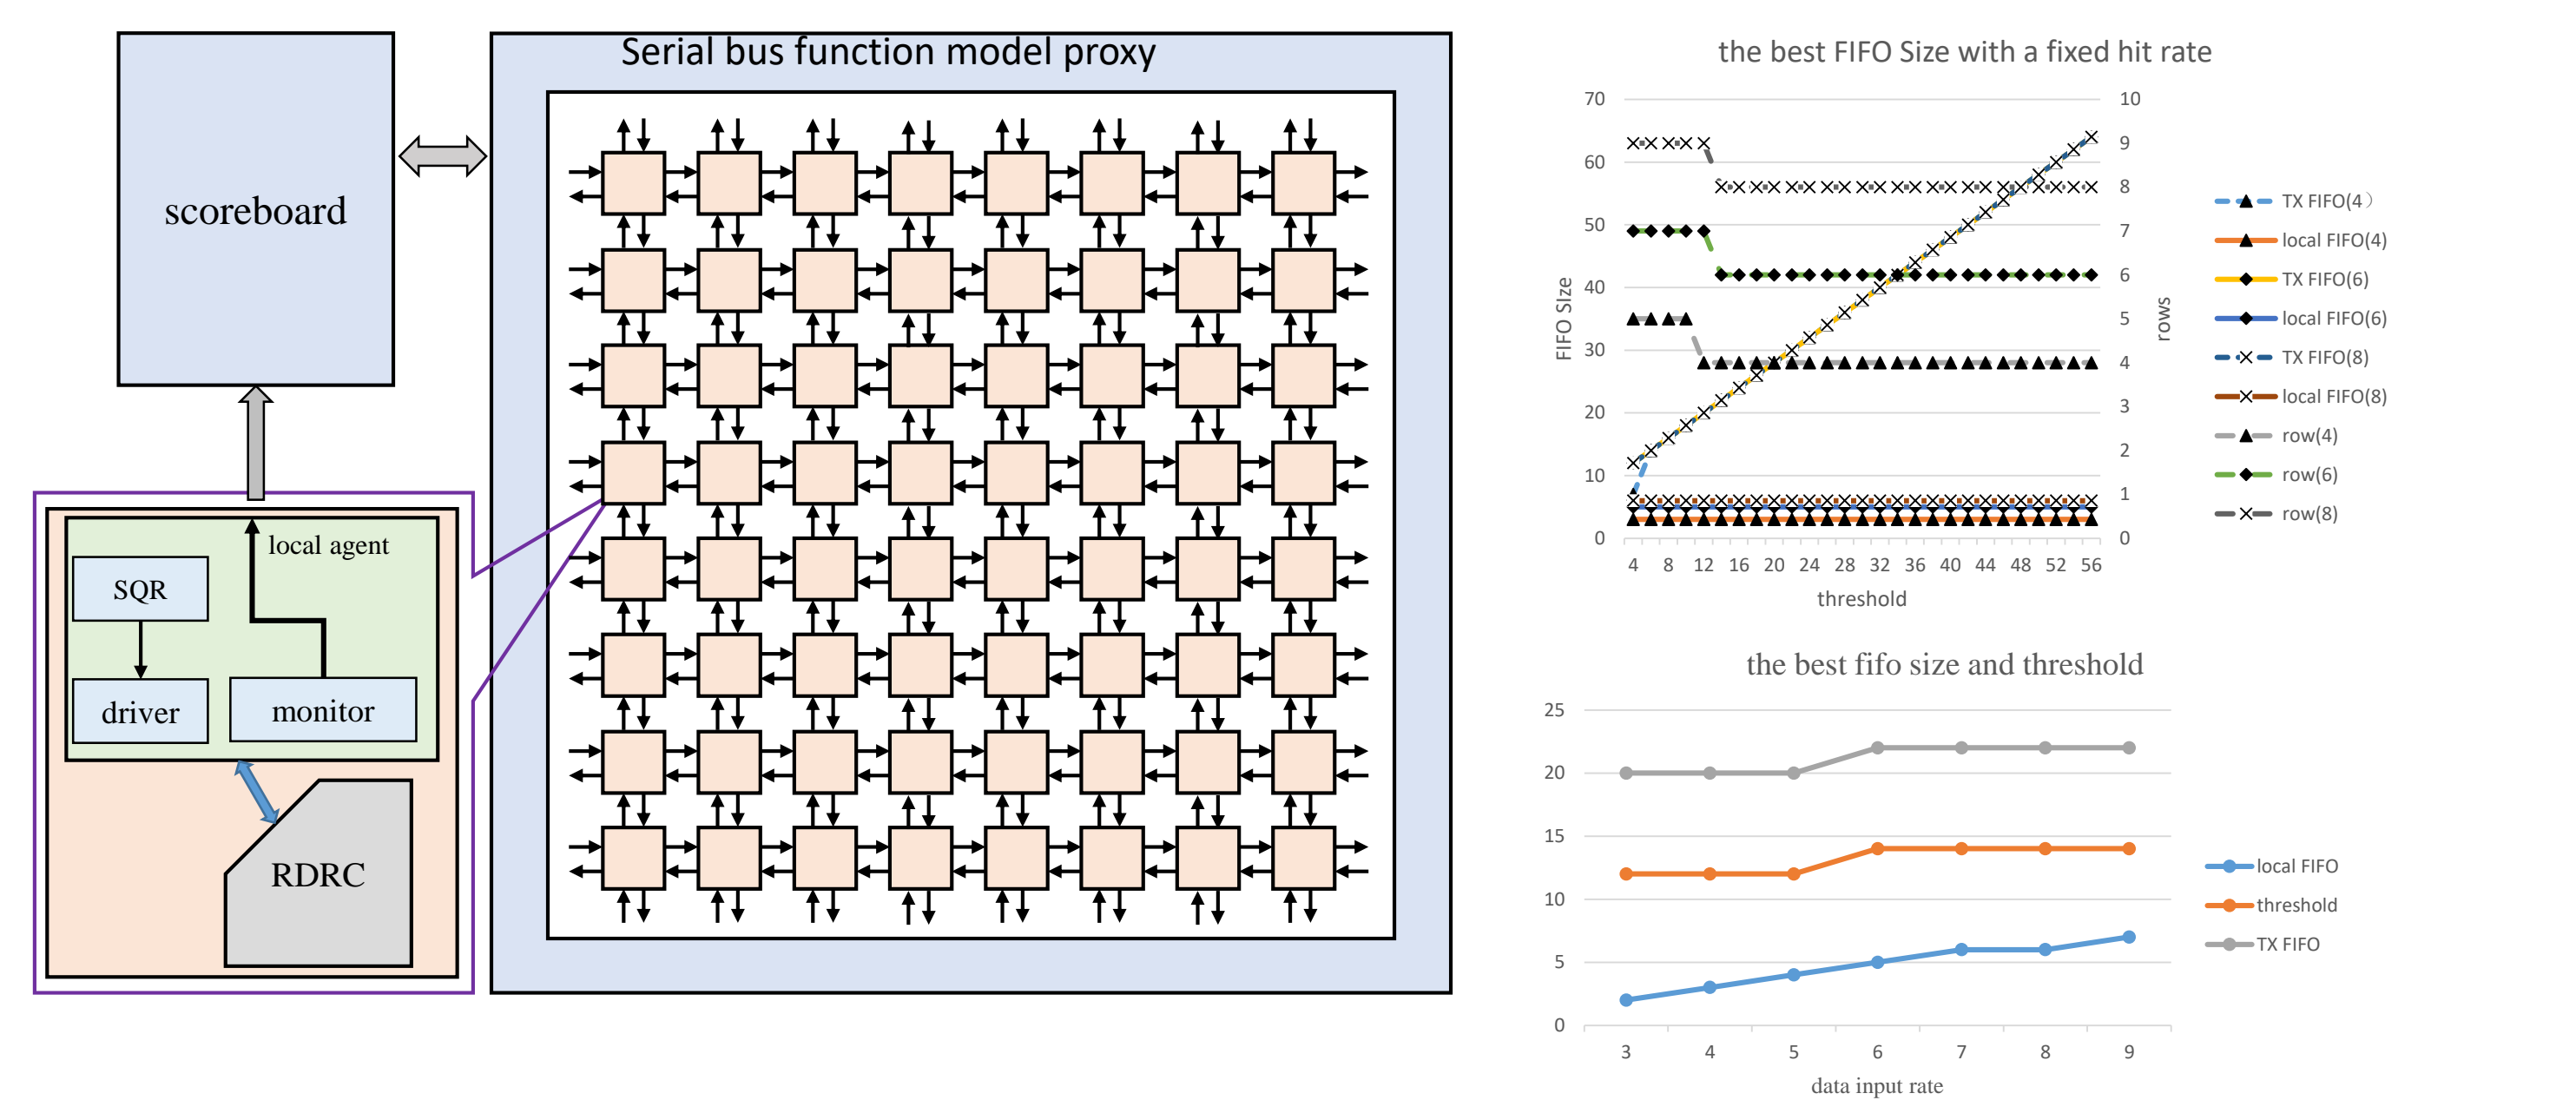 Serial bus function model proxy
scoreboard
local agent
SQR
driver
monitor
RDRC
the best FIFO Size with a fixed hit rate
70
60
50
40
30
20
10
0
FIFO SIze
10
9
8
7
6
5
4
3
2
1
0
rows
4 8 12 16 20 24 28 32 36 40 44 48 52 56
threshold
TX FIFO(4）
local FIFO(4)
TX FIFO(6)
local FIFO(6)
TX FIFO(8)
local FIFO(8)
row(4)
row(6)
row(8)
the best fifo size and threshold
25
20
15
10
5
0
3 4 5 6 7 8 9
data input rate
local FIFO
threshold
TX FIFO